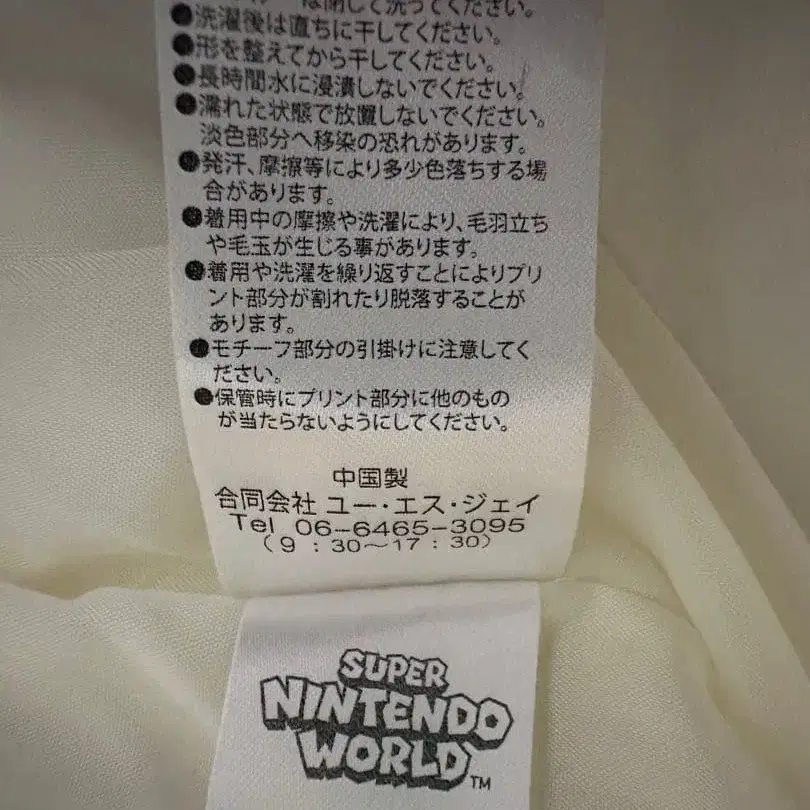 は閉じて洗ってください。
●洗濯後は直ちに干してください。
●形を整えてから干してください。
●長時間水に浸漬しないでください。
●濡れた状態で放置しないでください。
淡色部分へ移染の恐れがあります。
●発汗、摩擦等により多少色落ちする場
合があります。
●着用中の摩擦や洗濯により、毛羽立ち
や毛玉が生じる事があります。
●着用や洗濯を繰り返すことによりプリ
ント部分が割れたり脱落することが
あります。
●モチーフ部分の引掛けに注意してく
ださい。
●保管時にプリント部分に他のもの
が当たらないようにしてください。
中国製
合同会社 ユー・エス・ジェイ
Tel 06-6465-3095
(9:30～17:30)
SUPER
NINTENDO
WORLD™